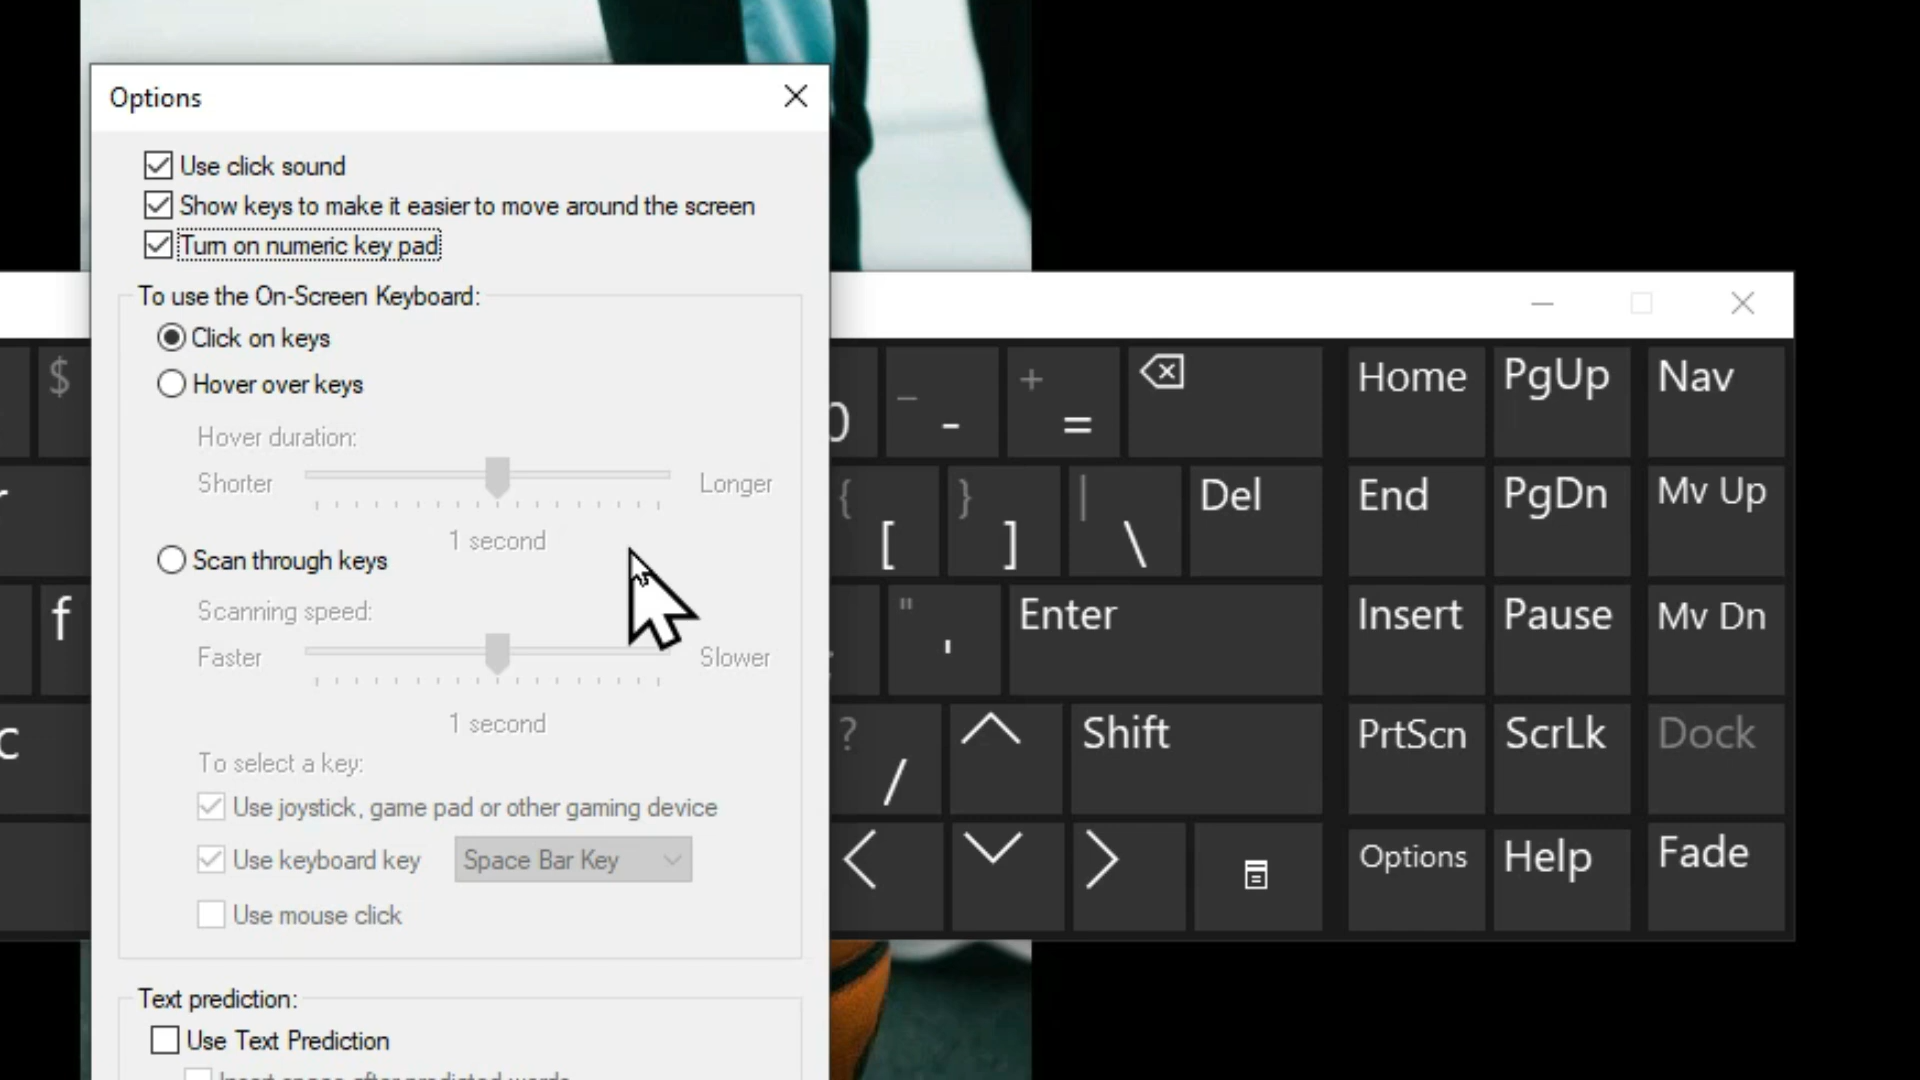 Options
Use click sound
Show keys to make it easier to move around the screen
Turn on numeric key pad
To use the On-Screen Keyboard:
Click on keys
Hover over keys
Hover duration:
Shorter
Longer
1 second
Scan through keys
Scanning speed:
Faster
Slower
1 second
To select a key:
Use joystick, game pad or other gaming device
Use keyboard key
Space Bar Key
Use mouse click
Text prediction:
Use Text Prediction
$
_ -
+ =
Home PgUp Nav
{ [
} ]
| \
Del
End PgDn Mv Up
f
" '
Enter
Insert Pause Mv Dn
c
? /
Shift
PrtScn ScrLk Dock
Options Help Fade